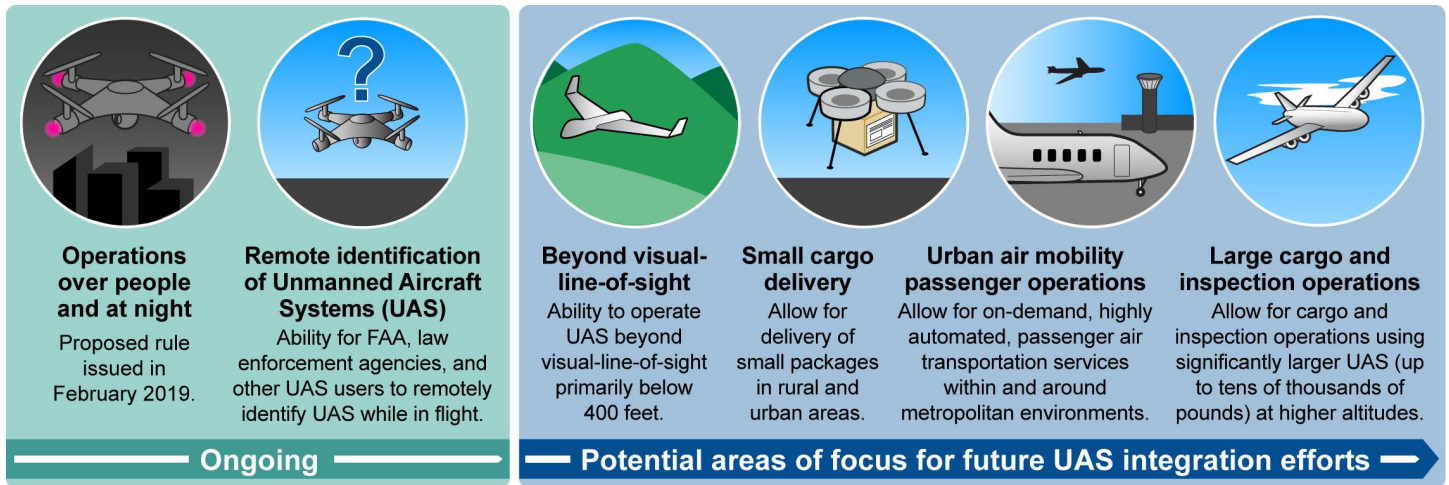 ?
Operations
over people
and at night
Proposed rule
issued in
February 2019.
Remote identification
of Unmanned Aircraft
Systems (UAS)
Ability for FAA, law
enforcement agencies, and
other UAS users to remotely
identify UAS while in flight.
Ongoing
Beyond visual-
line-of-sight
Ability to operate
UAS beyond
visual-line-of-sight
primarily below
400 feet.
Small cargo
delivery
Allow for
delivery of
small packages
in rural and
urban areas.
Urban air mobility
passenger operations
Allow for on-demand, highly
automated, passenger air
transportation services
within and around
metropolitan environments.
Large cargo and
inspection operations
Allow for cargo and
inspection operations using
significantly larger UAS (up
to tens of thousands of
pounds) at higher altitudes.
Potential areas of focus for future UAS integration efforts